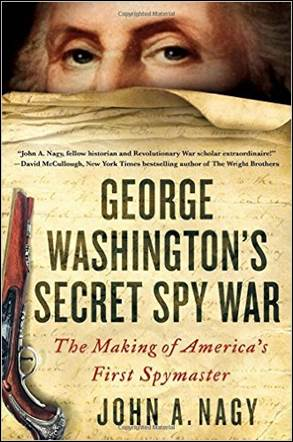 "John A. Nagy, fellow historian and Revolutionary War scholar extraordinaire!"
—David McCullough, New York Times bestselling author of The Wright Brothers
GEORGE
WASHINGTON'S
SECRET SPY WAR
The Making of America's
First Spymaster
JOHN A. NAGY